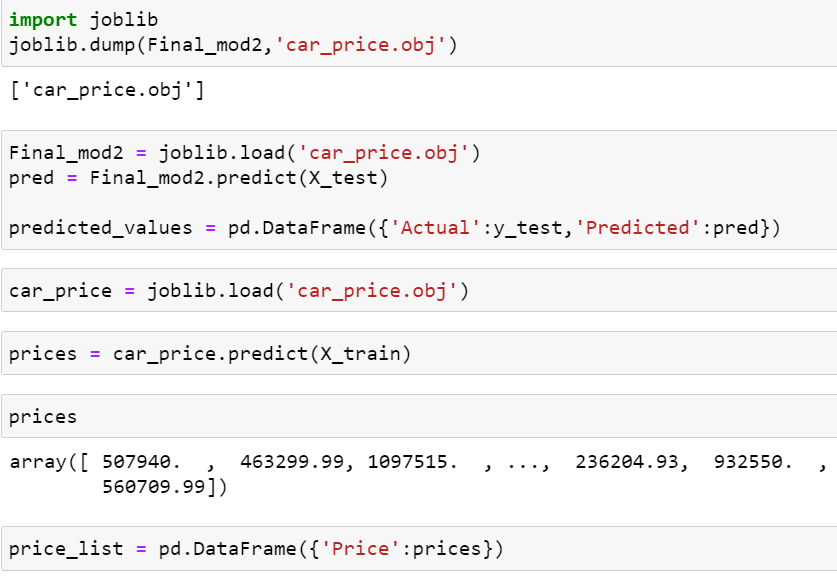 import joblib
joblib.dump(Final_mod2,'car_price.obj')
['car_price.obj']
Final_mod2 = joblib.load('car_price.obj')
pred = Final_mod2.predict(X_test)
predicted_values = pd.DataFrame({'Actual':y_test,'Predicted':pred})
car_price = joblib.load('car_price.obj')
prices = car_price.predict(X_train)
prices
array([ 507940.  ,  463299.99, 1097515.  , ...,  236204.93,  932550.  ,
        560709.99])
price_list = pd.DataFrame({'Price':prices})